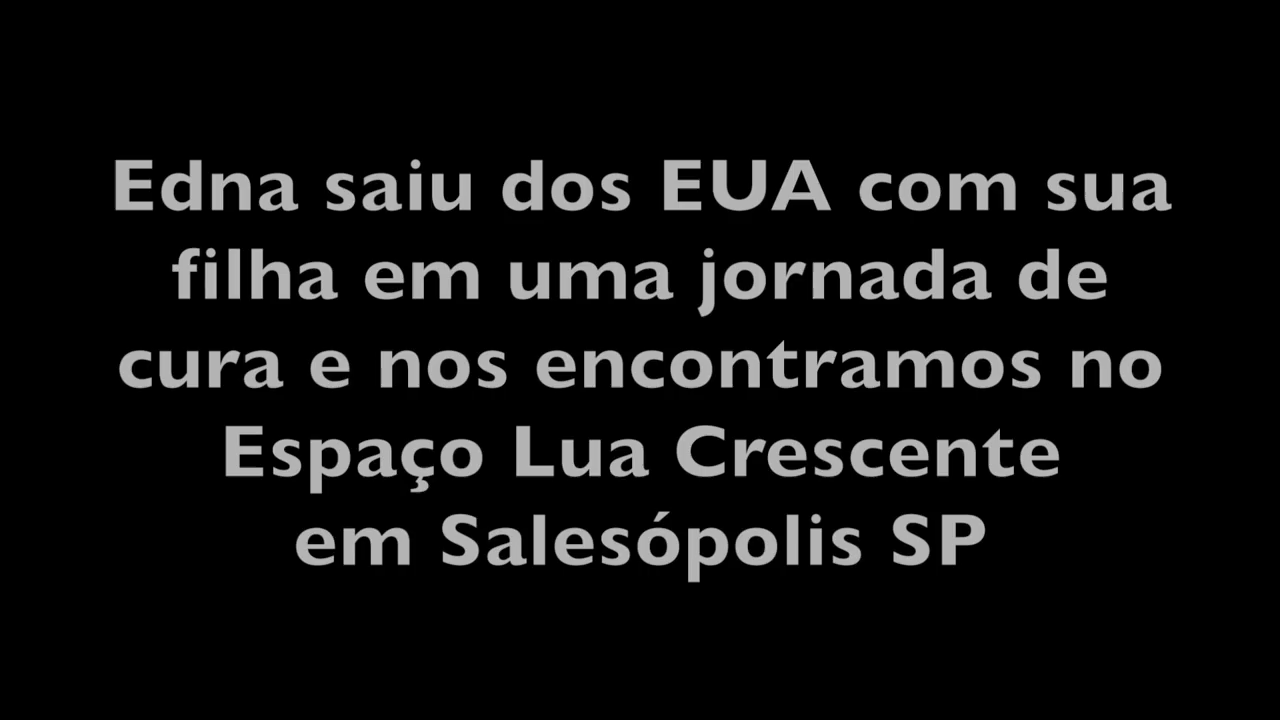 Edna saiu dos EUA com sua
filha em uma jornada de
cura e nos encontramos no
Espaço Lua Crescente
em Salesópolis SP